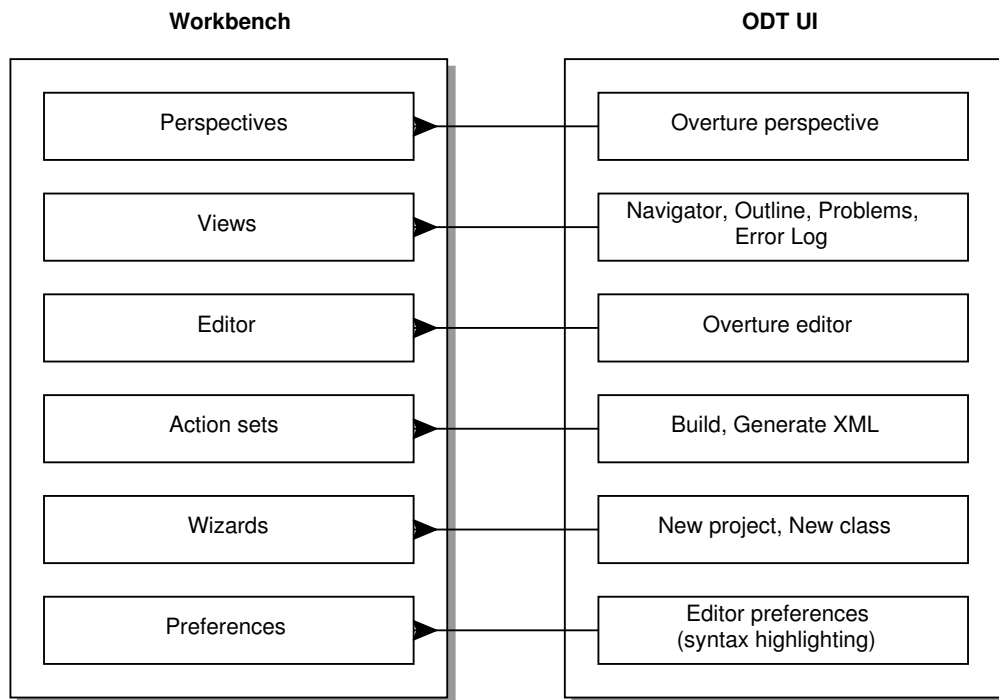 Workbench
ODT UI
Perspectives
Overture perspective
Views
Navigator, Outline, Problems,
Error Log
Editor
Overture editor
Action sets
Build, Generate XML
Wizards
New project, New class
Preferences
Editor preferences
(syntax highlighting)